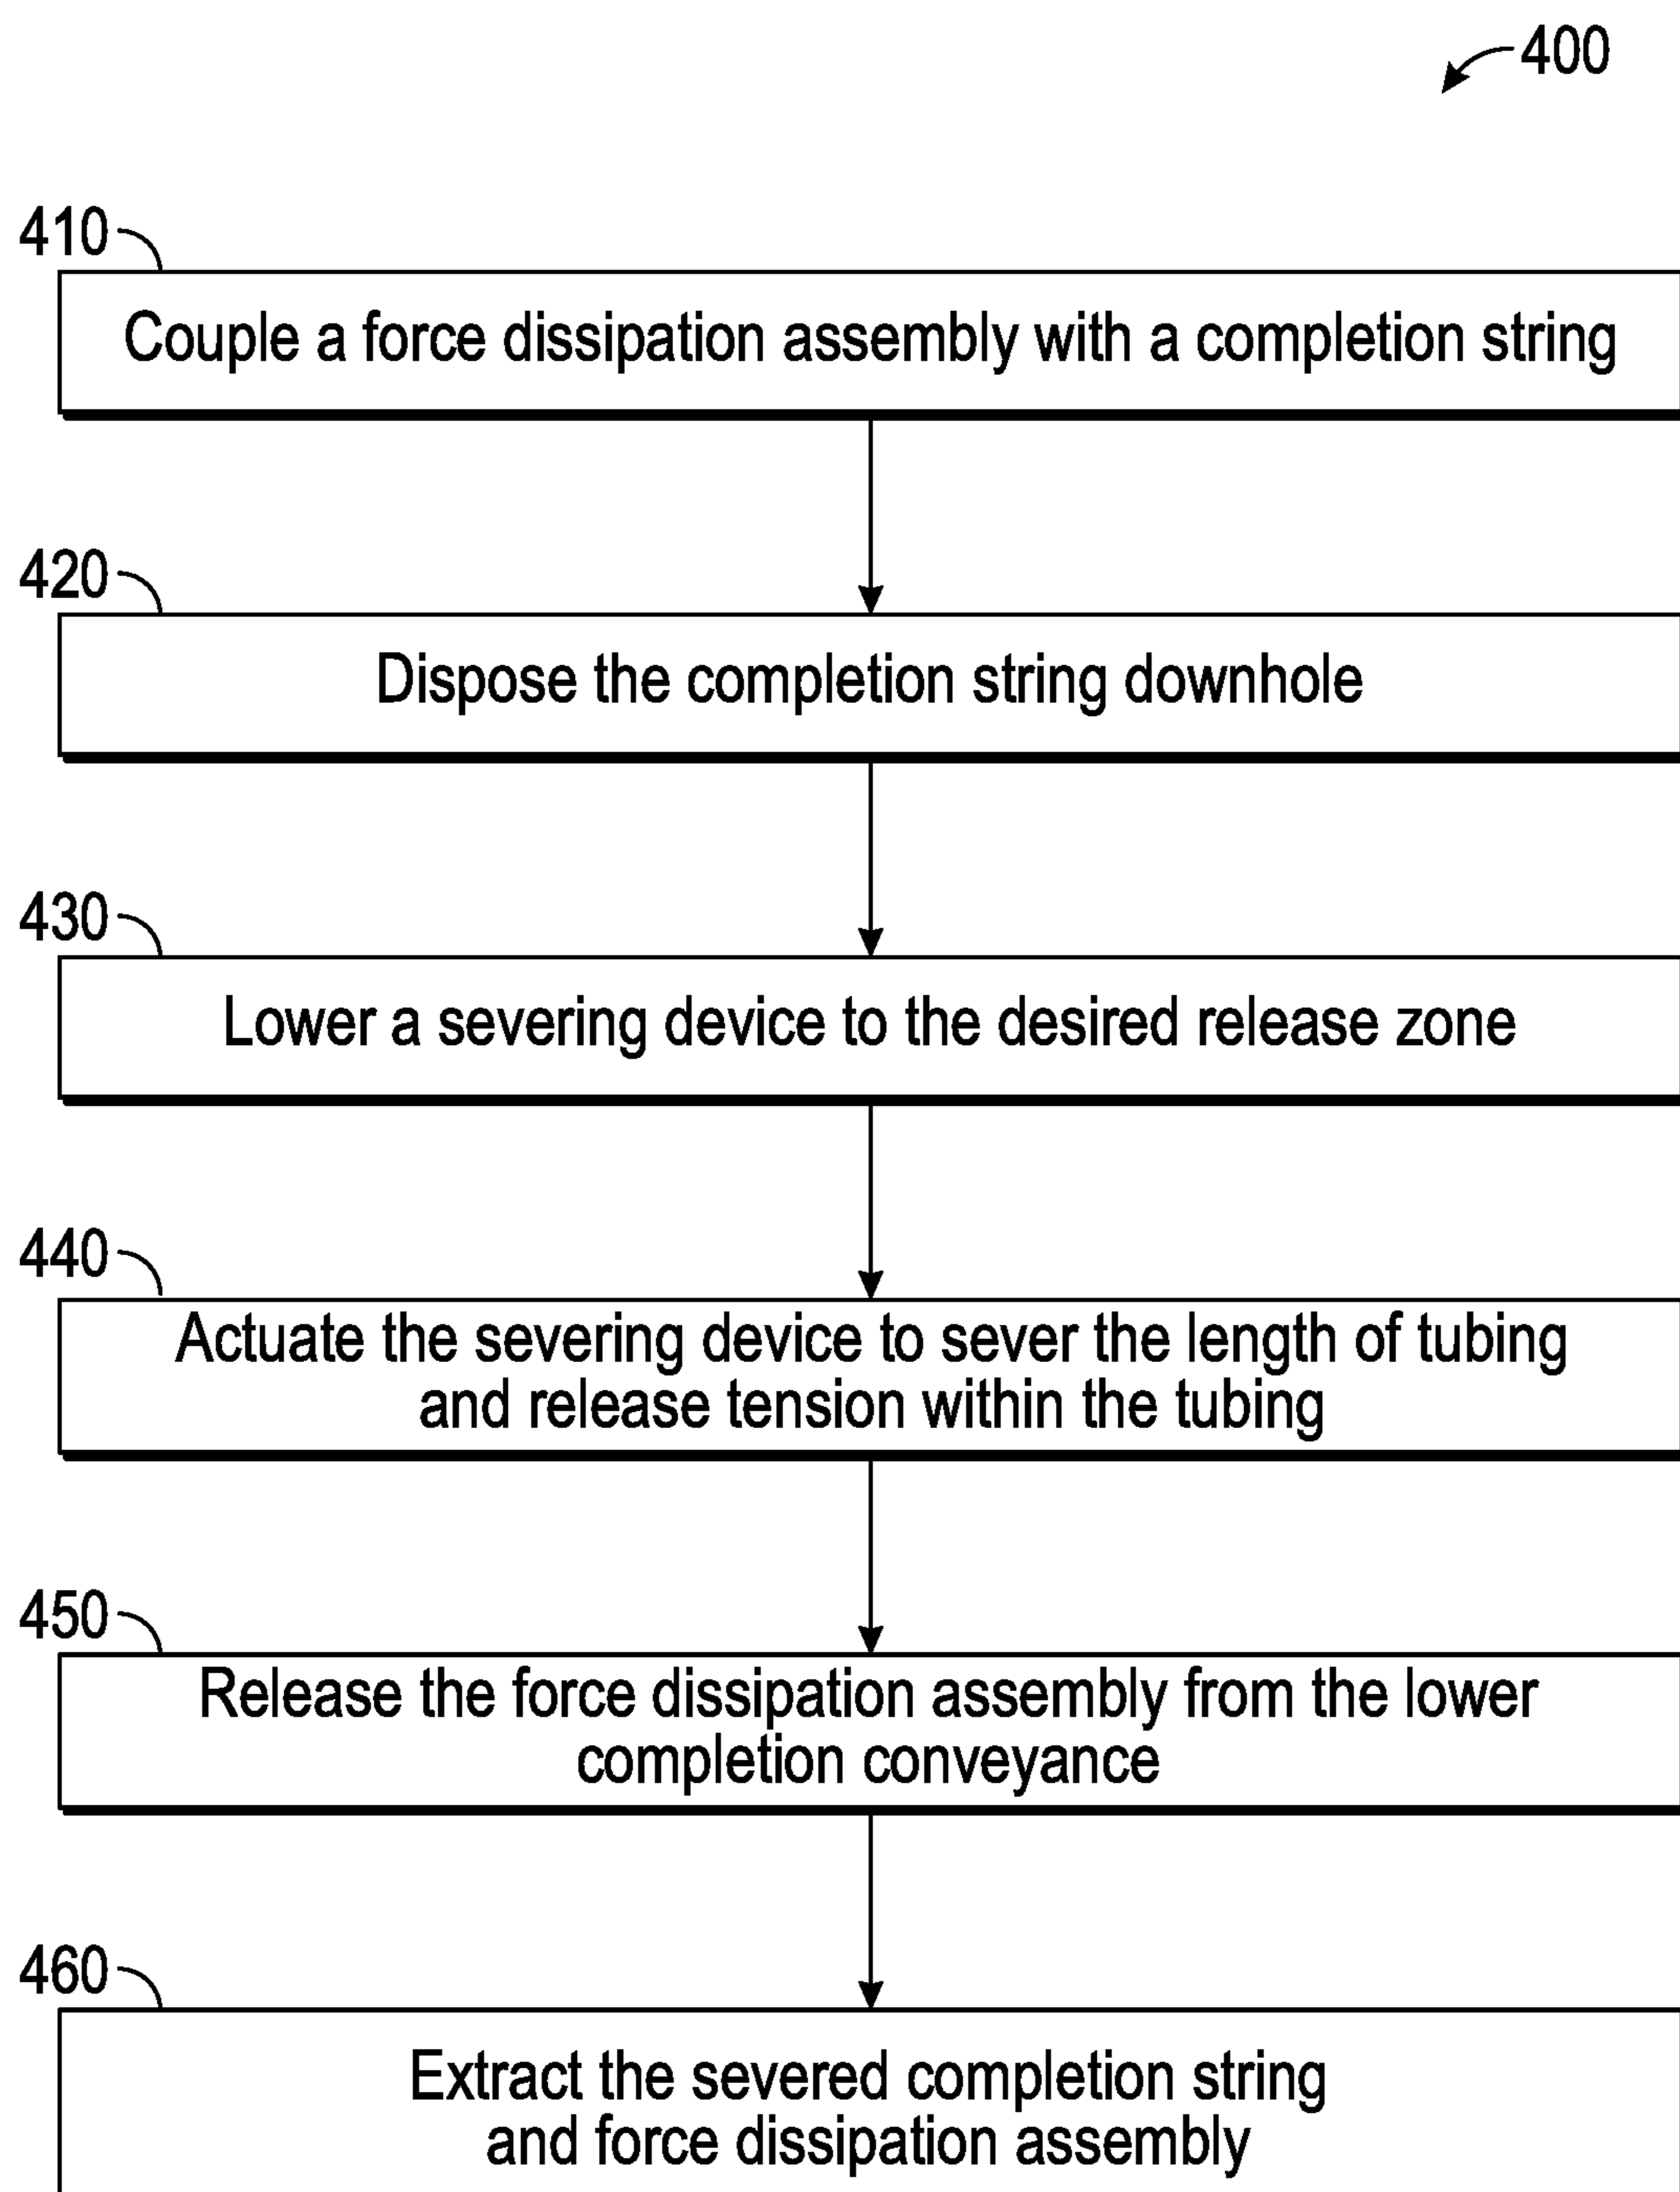 400
410
Couple a force dissipation assembly with a completion string
420
Dispose the completion string downhole
430
Lower a severing device to the desired release zone
440
Actuate the severing device to sever the length of tubing
and release tension within the tubing
450
Release the force dissipation assembly from the lower
completion conveyance
460
Extract the severed completion string
and force dissipation assembly